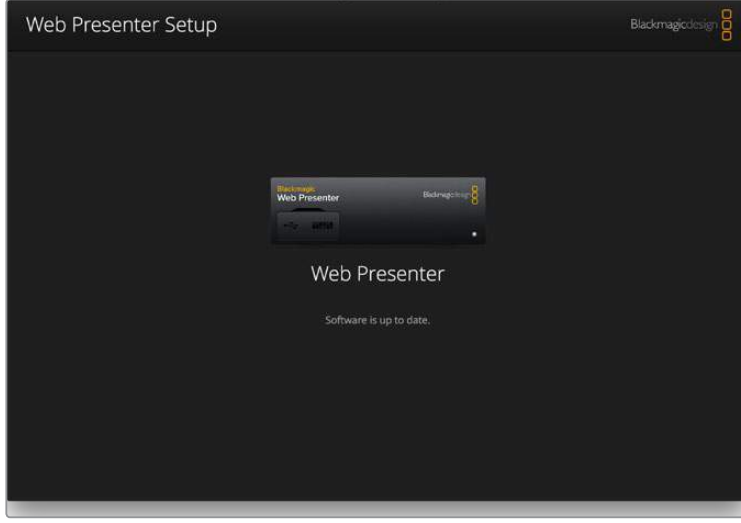 Web Presenter Setup
Blackmagicdesign
Blackmagic
Web Presenter
Blackmagicdesign
Web Presenter
Software is up to date.